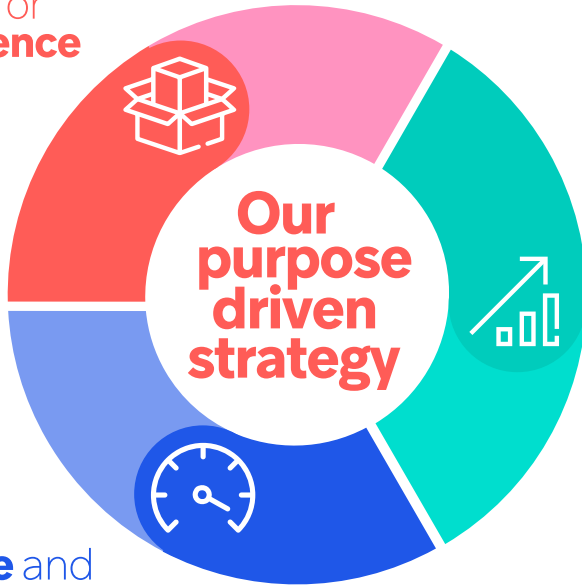 or
ence
Our
purpose
driven
strategy
e and